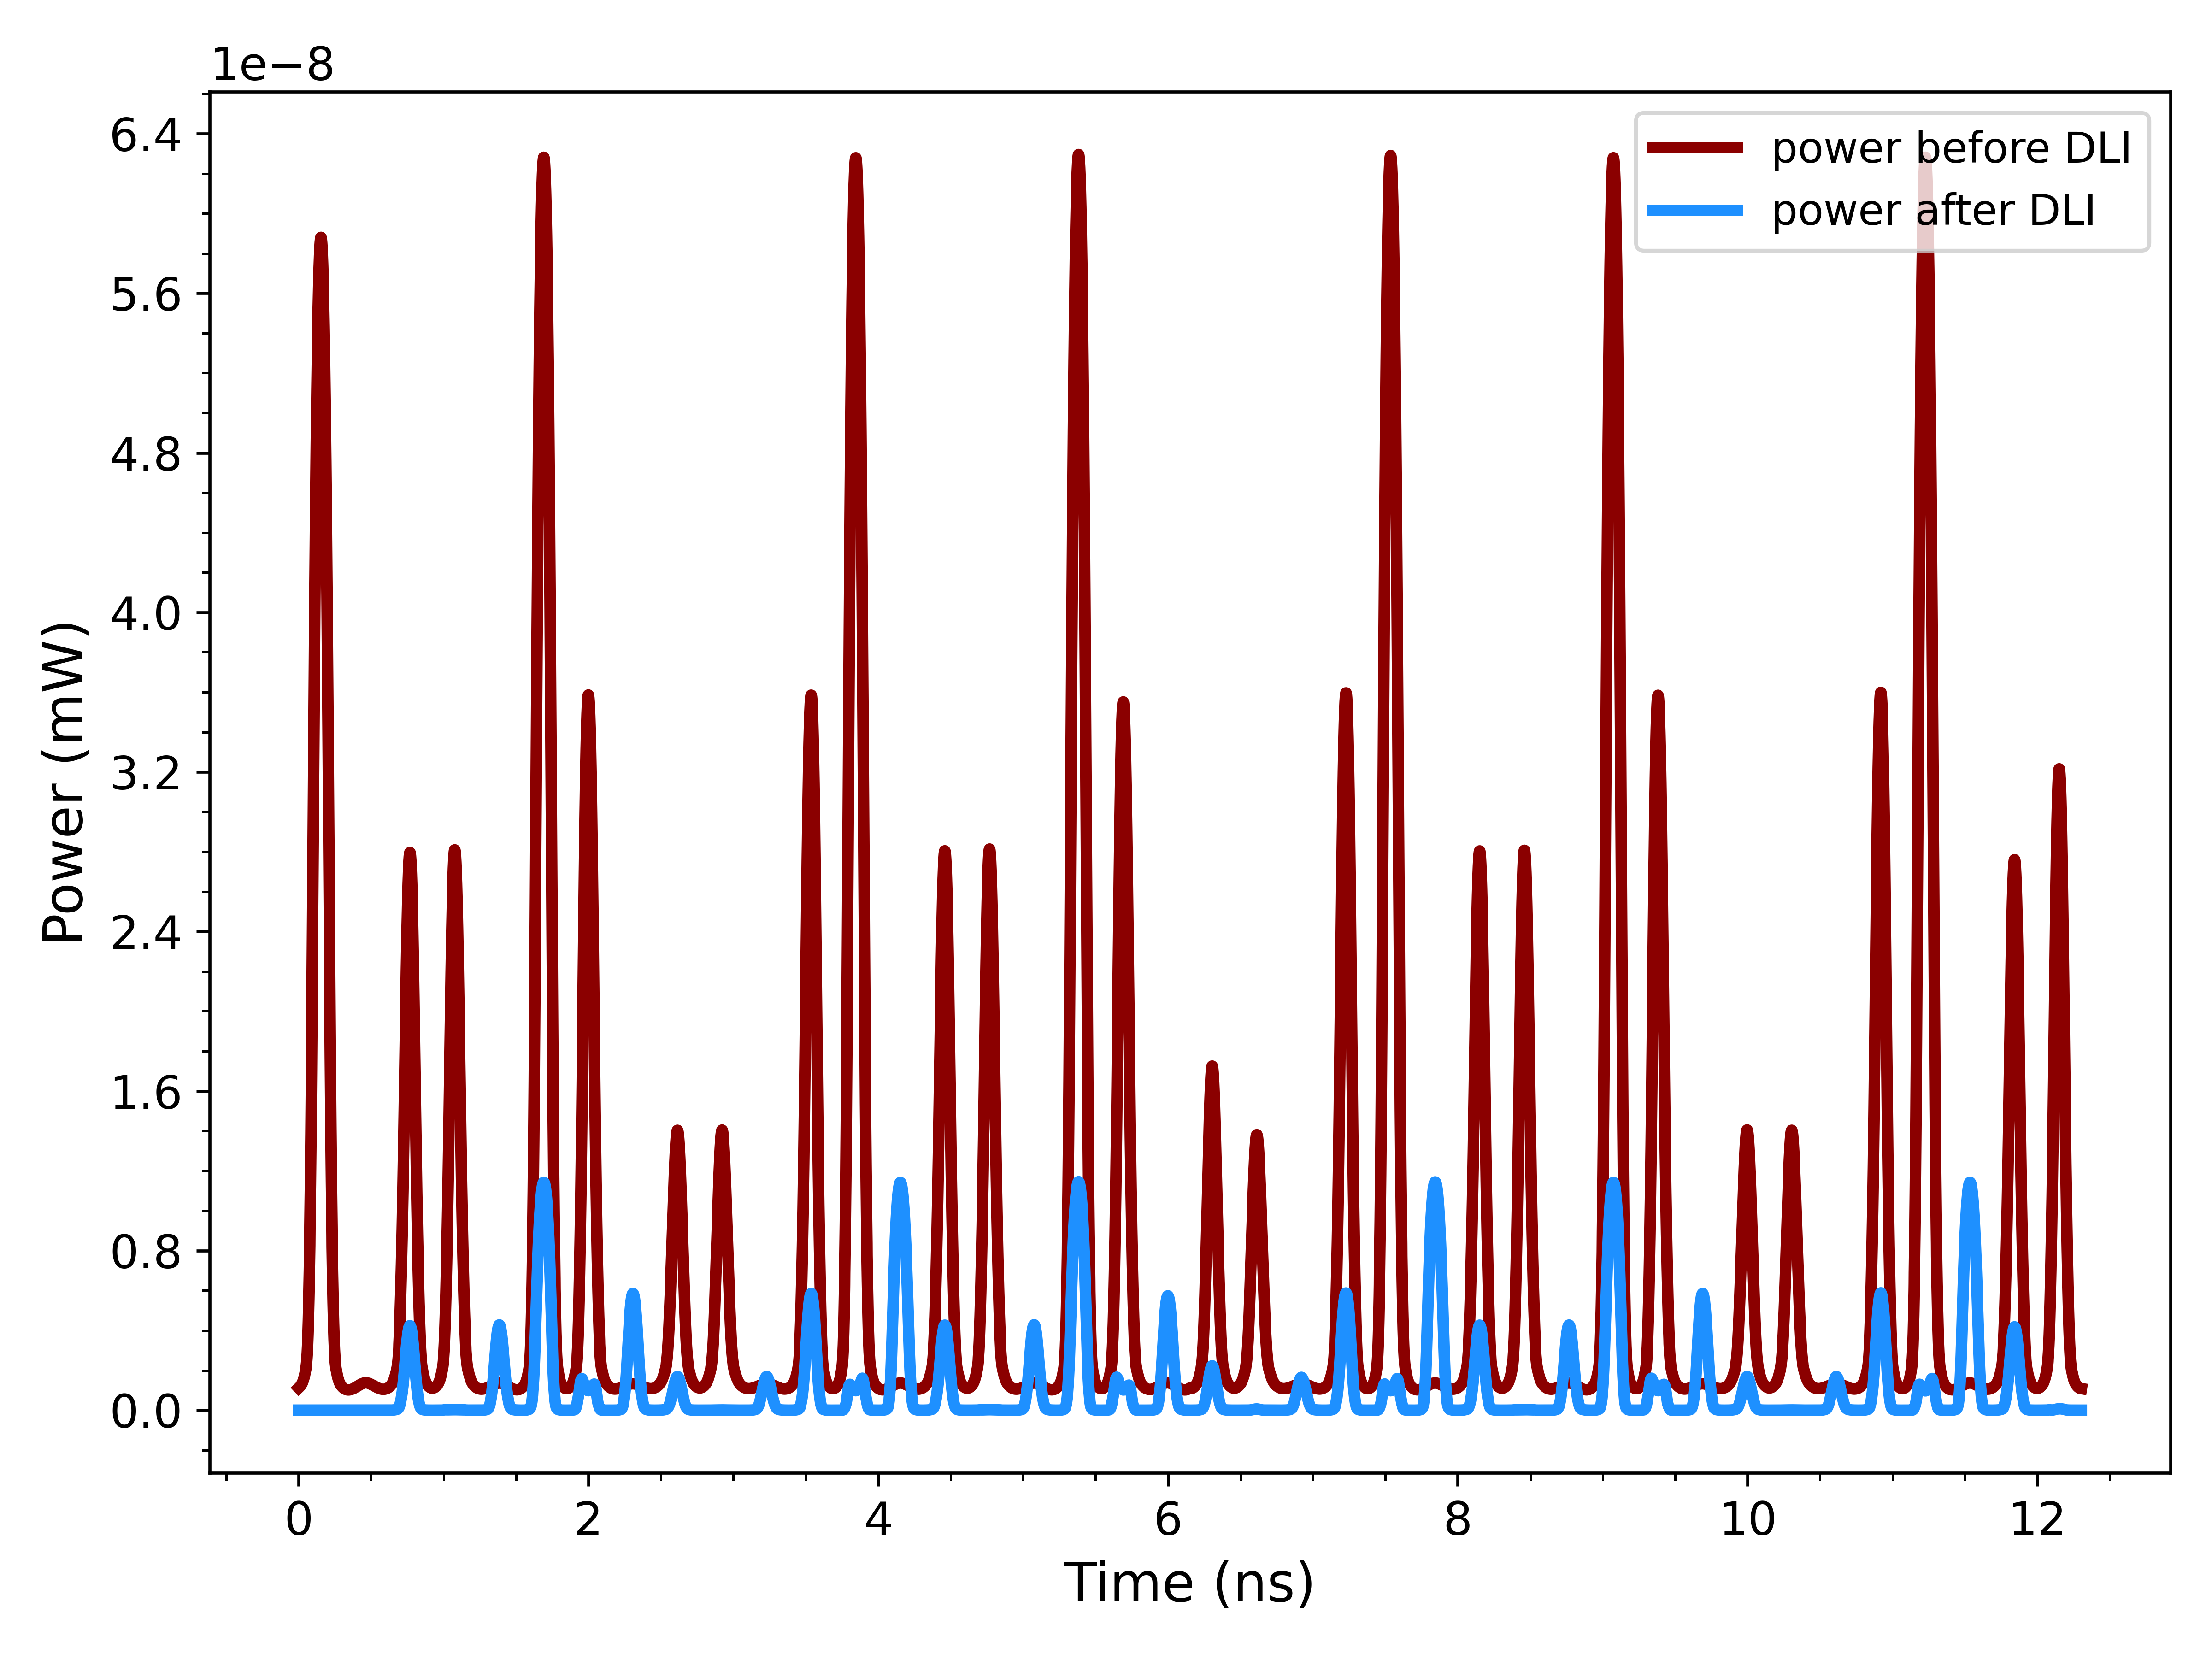 1e−8
6.4
5.6
4.8
4.0
3.2
2.4
1.6
0.8
0.0
Power (mW)
power before DLI
power after DLI
0 2 4 6 8 10 12
Time (ns)